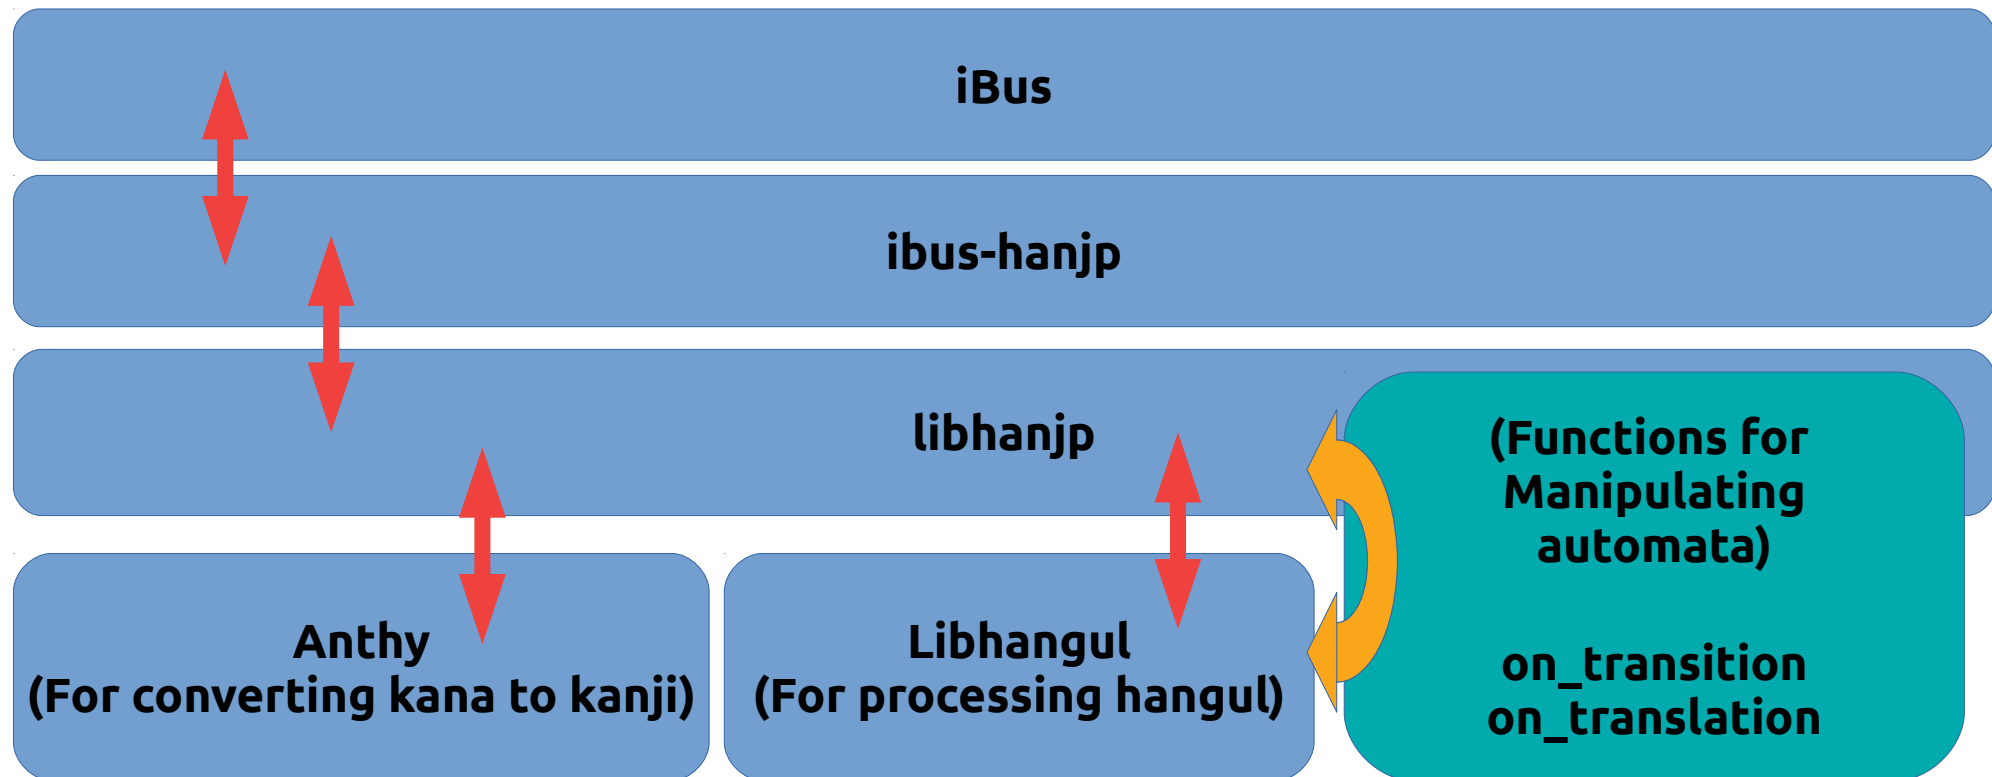 iBus
ibus-hanjp
libhanjp
(Functions for
Manipulating
automata)
on_transition
on_translation
Anthy
(For converting kana to kanji)
Libhangul
(For processing hangul)